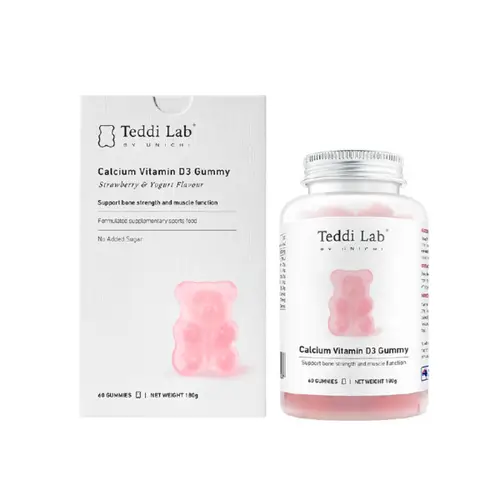 Teddi Lab®
BY UNICHI
Calcium Vitamin D3 Gummy
Strawberry & Yogurt Flavour
Support bone strength and muscle function
Formulated supplementary sports food
No Added Sugar
60 GUMMIES | NET WEIGHT 180g
Teddi Lab®
BY UNICHI
Calcium Vitamin D3 Gummy
Support bone strength and muscle function
60 GUMMIES | NET WEIGHT 180g